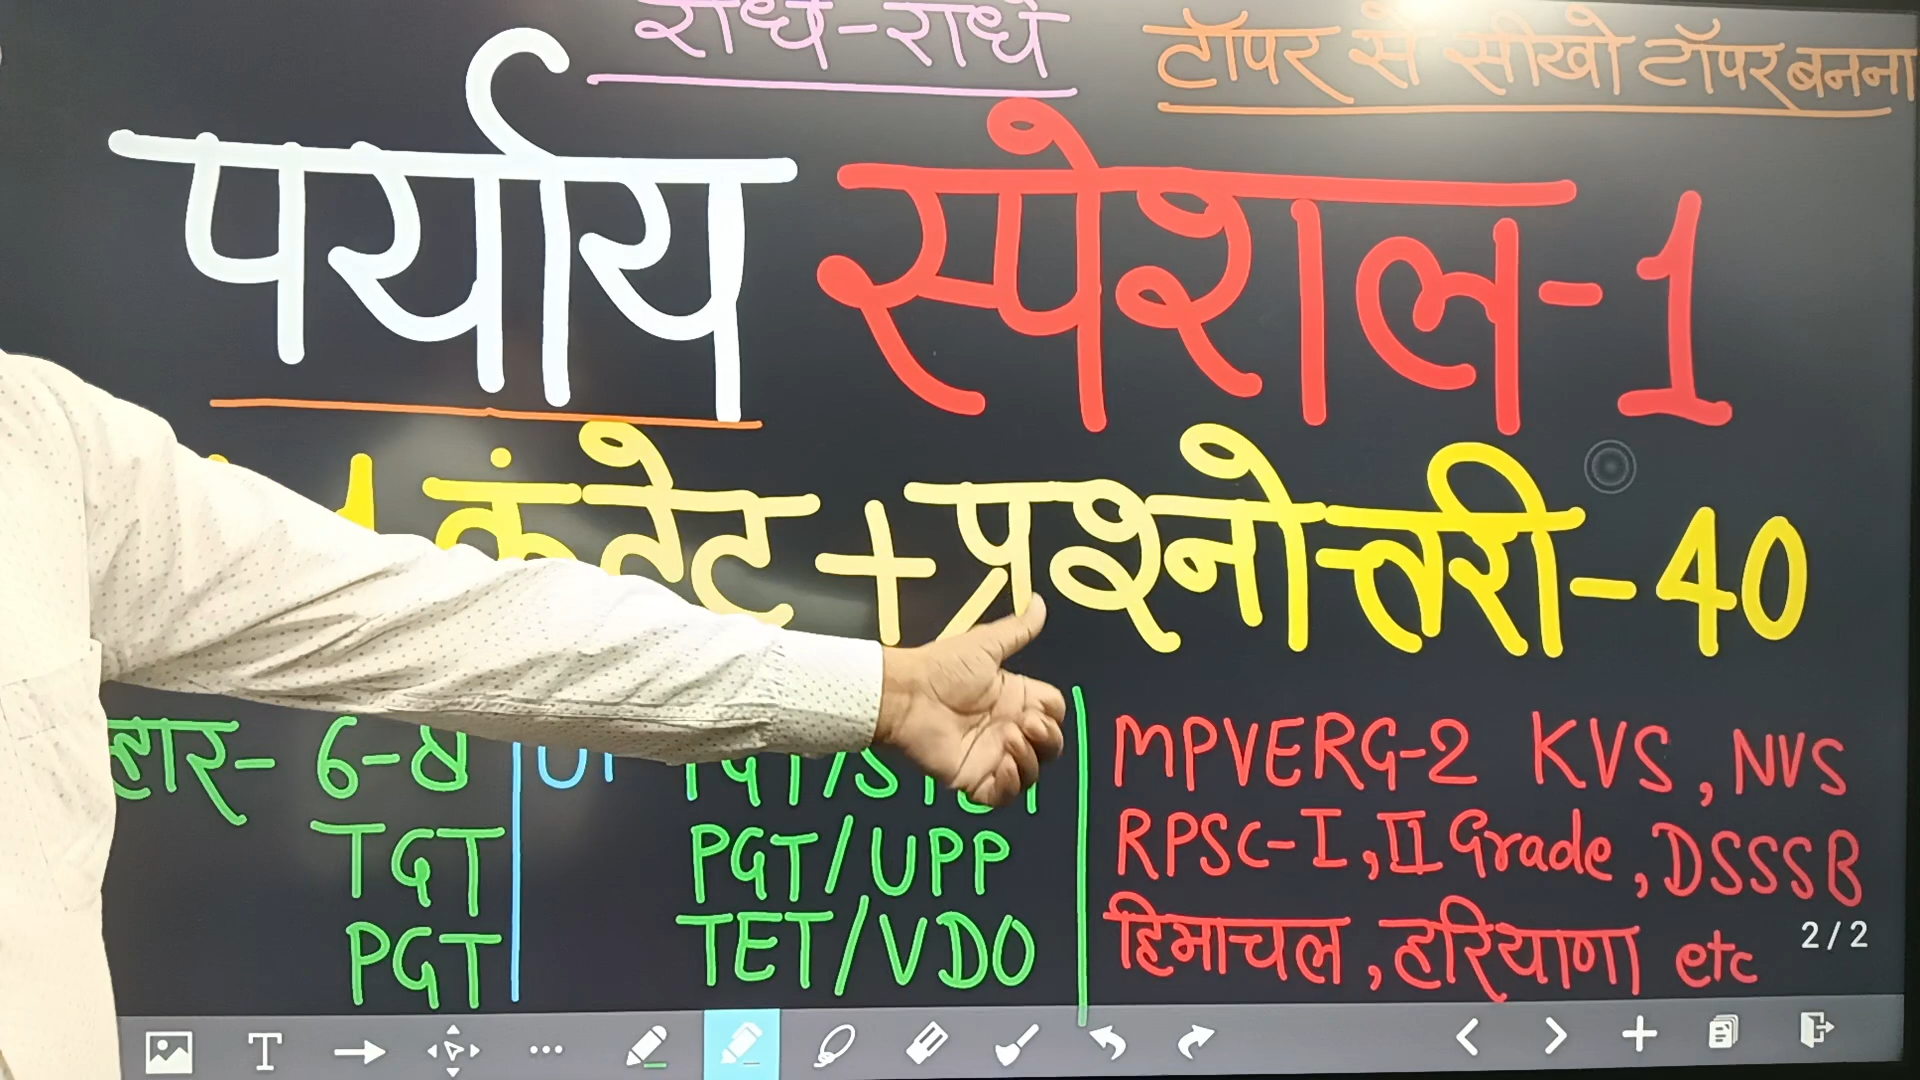 राधे-राधे
टॉपर से सीखो टॉपर बनना
पर्याय स्पेशल-1
कंटेंट + प्रश्नोत्तरी - 40
6-8
TGT
PGT
PGT/UPP
TET/VDO
MPVERG-2 KVS, NVS
RPSC-I, II Grade, DSSSB
हिमाचल, हरियाणा etc
2/2